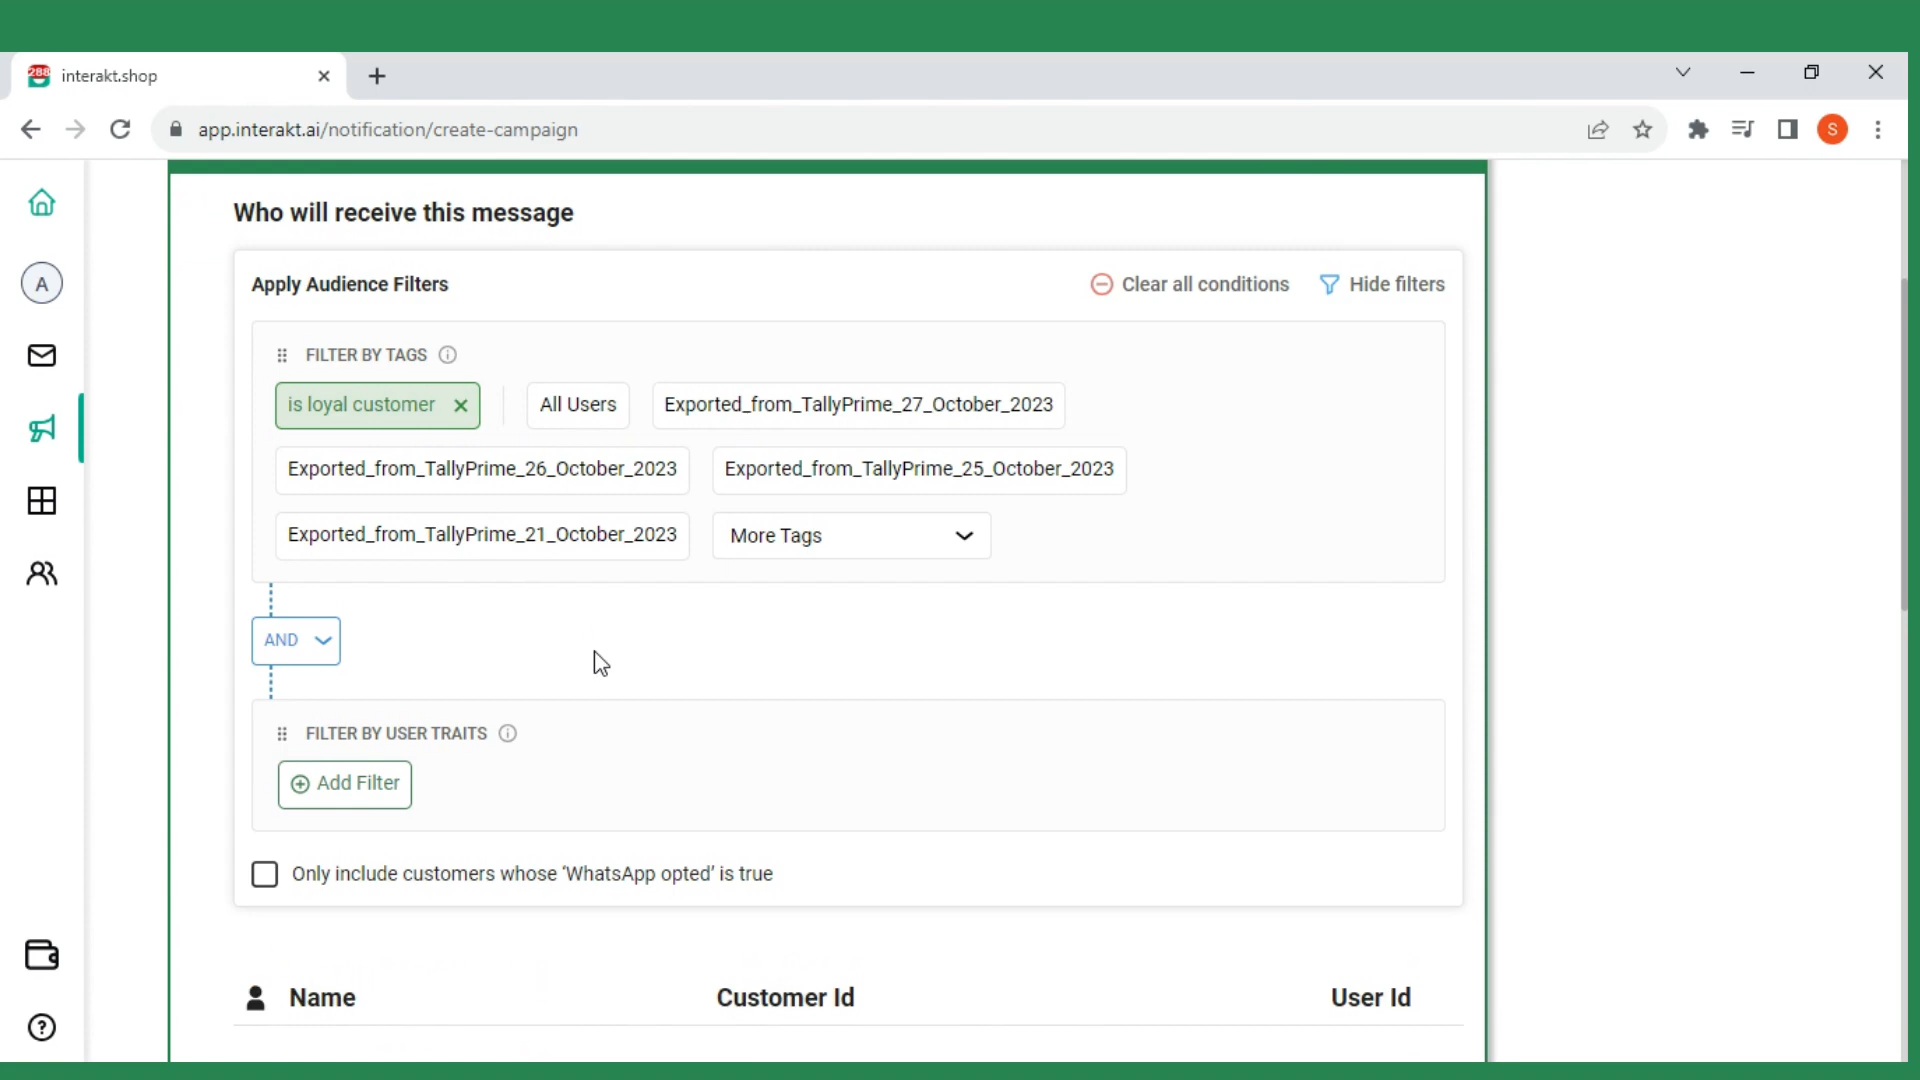 288
interakt.shop
app.interakt.ai/notification/create-campaign
S
Who will receive this message
A
Apply Audience Filters
Clear all conditions
Hide filters
FILTER BY TAGS
is loyal customer
All Users
Exported_from_TallyPrime_27_October_2023
Exported_from_TallyPrime_26_October_2023
Exported_from_TallyPrime_25_October_2023
Exported_from_TallyPrime_21_October_2023
More Tags
AND
FILTER BY USER TRAITS
Add Filter
Only include customers whose ‘WhatsApp opted’ is true
Name
Customer Id
User Id